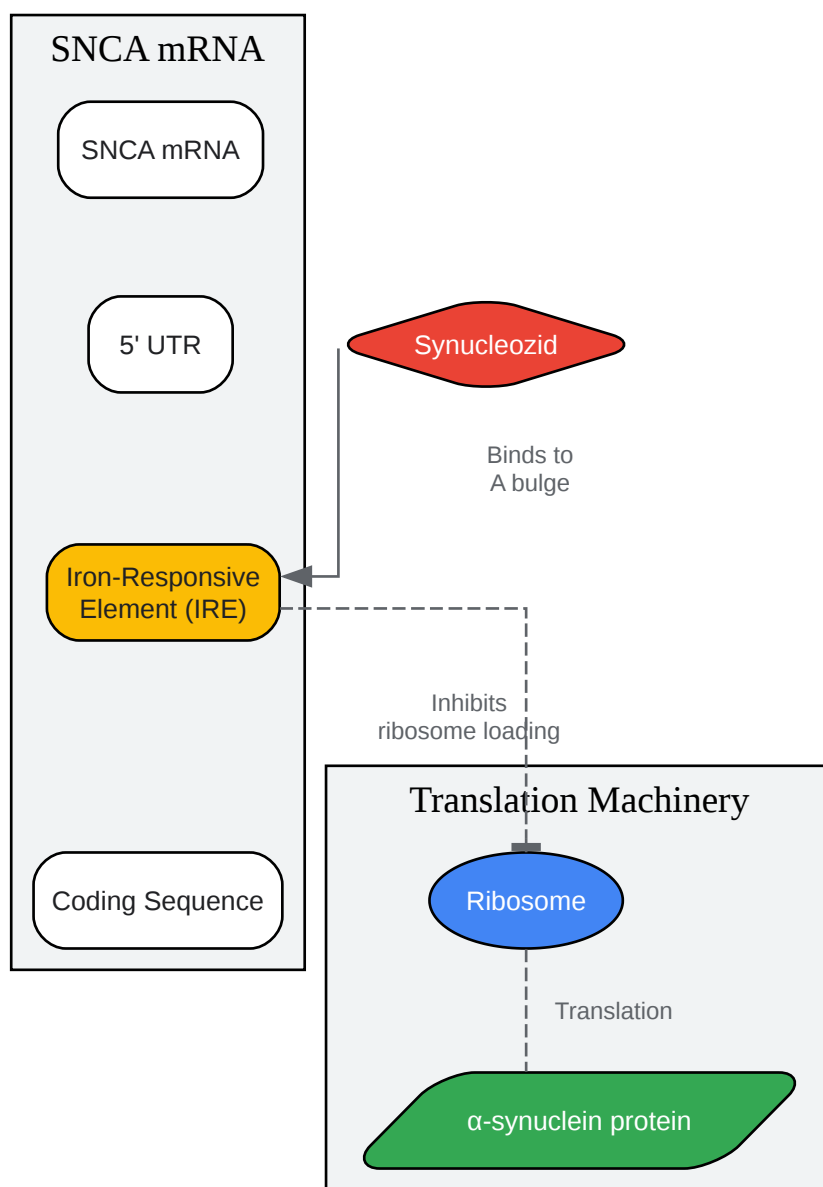 SNCA mRNA
SNCA mRNA
5' UTR
Synucleozid
Binds to
A bulge
Iron-Responsive
Element (IRE)
Inhibits
ribosome loading
Translation Machinery
Coding Sequence
Ribosome
Translation
α-synuclein protein